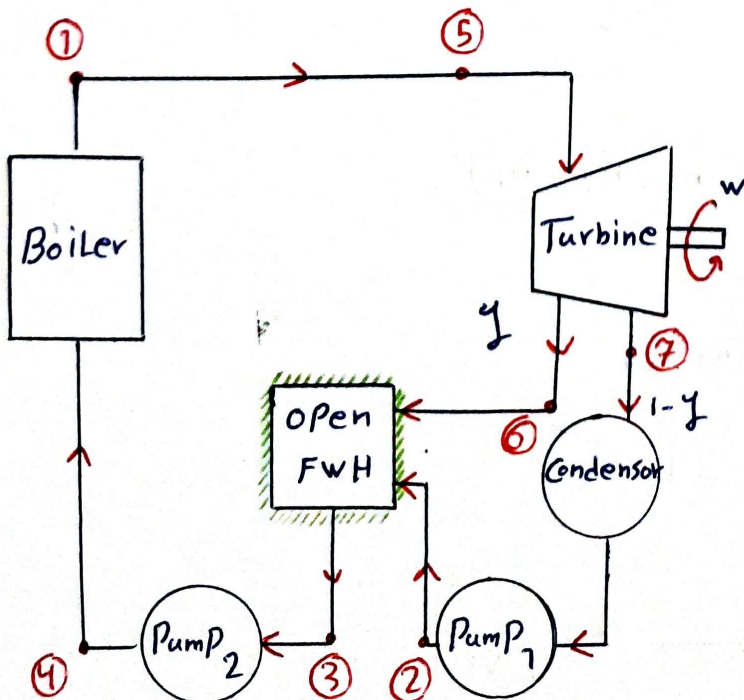 ①
⑤
Boiler
Turbine
w
y
⑦
⑥
1-y
open
FWH
Condensor
Pump₂
Pump₁
④
③
②